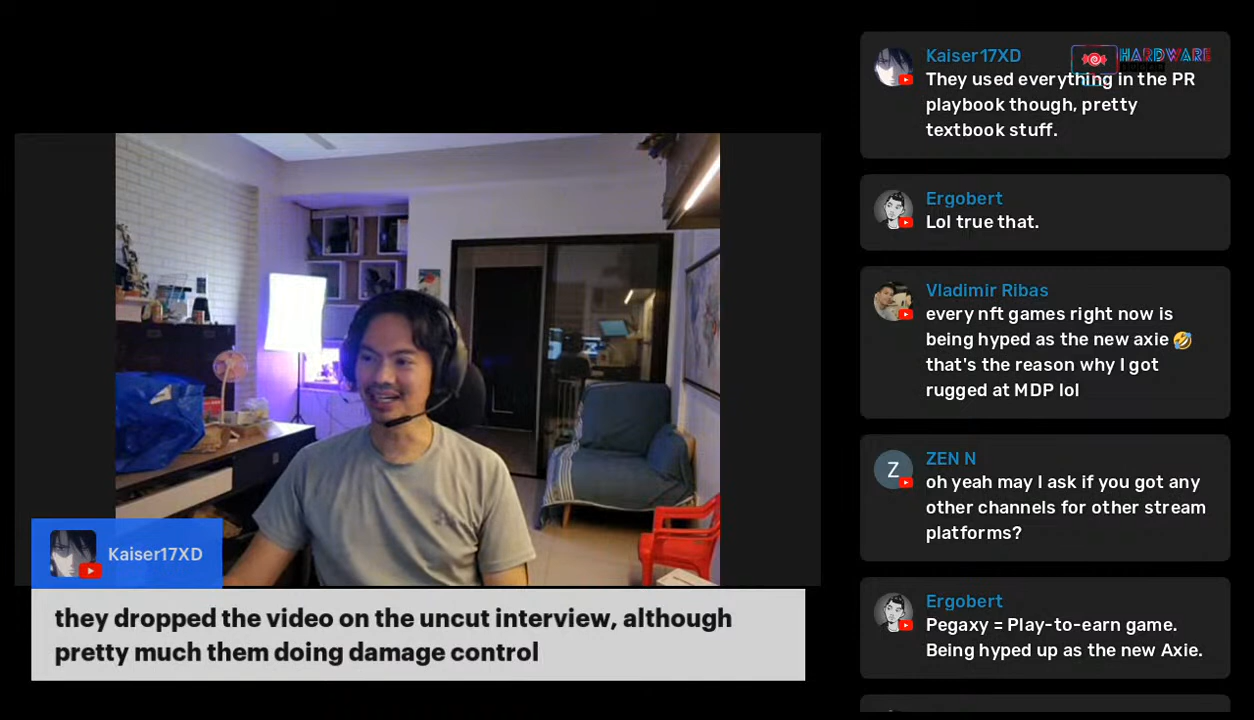 Kaiser17XD
HARDWARE
They used everything in the PR
playbook though, pretty
textbook stuff.
Ergobert
Lol true that.
Vladimir Ribas
every nft games right now is
being hyped as the new axie 🤣
that's the reason why I got
rugged at MDP lol
Z
ZEN N
oh yeah may I ask if you got any
other channels for other stream
platforms?
Ergobert
Pegaxy = Play-to-earn game.
Being hyped up as the new Axie.
Kaiser17XD
they dropped the video on the uncut interview, although
pretty much them doing damage control